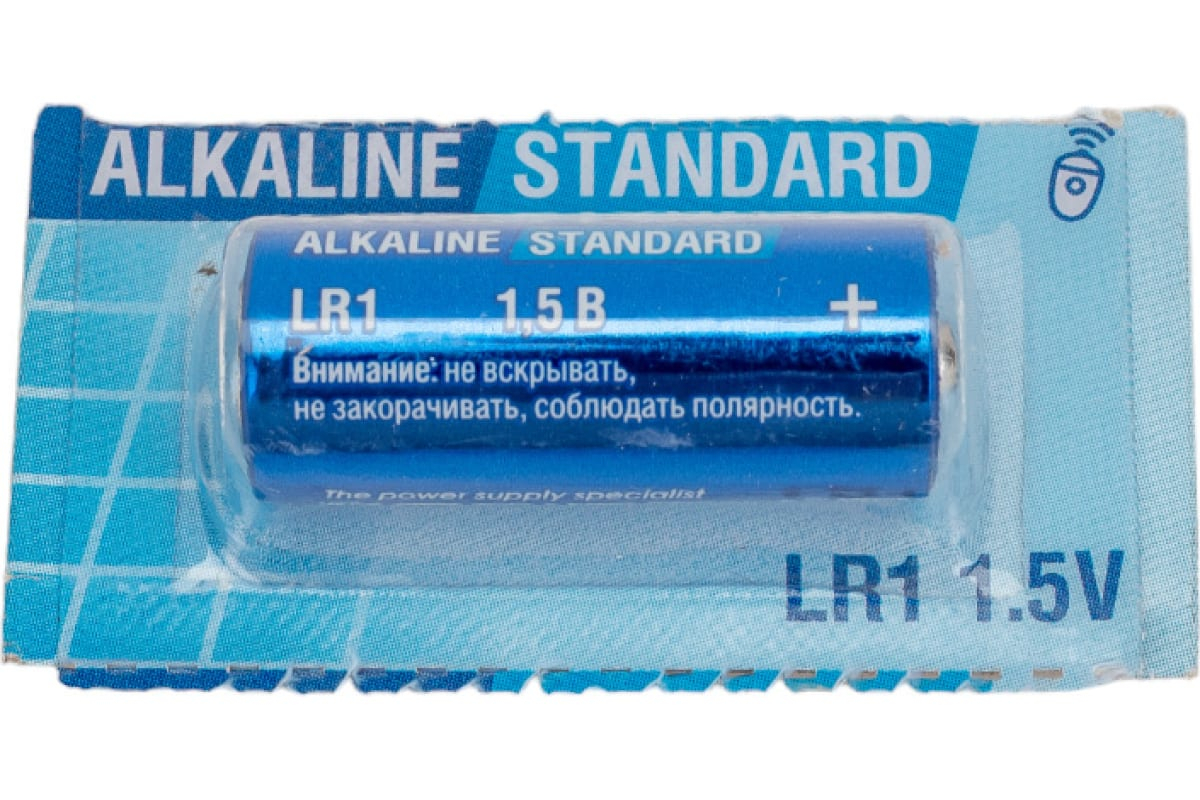 ALKALINE STANDARD
ALKALINE STANDARD
LR1 1,5 В +
Внимание: не вскрывать,
не закорачивать, соблюдать полярность.
The power supply specialist
LR1 1.5V